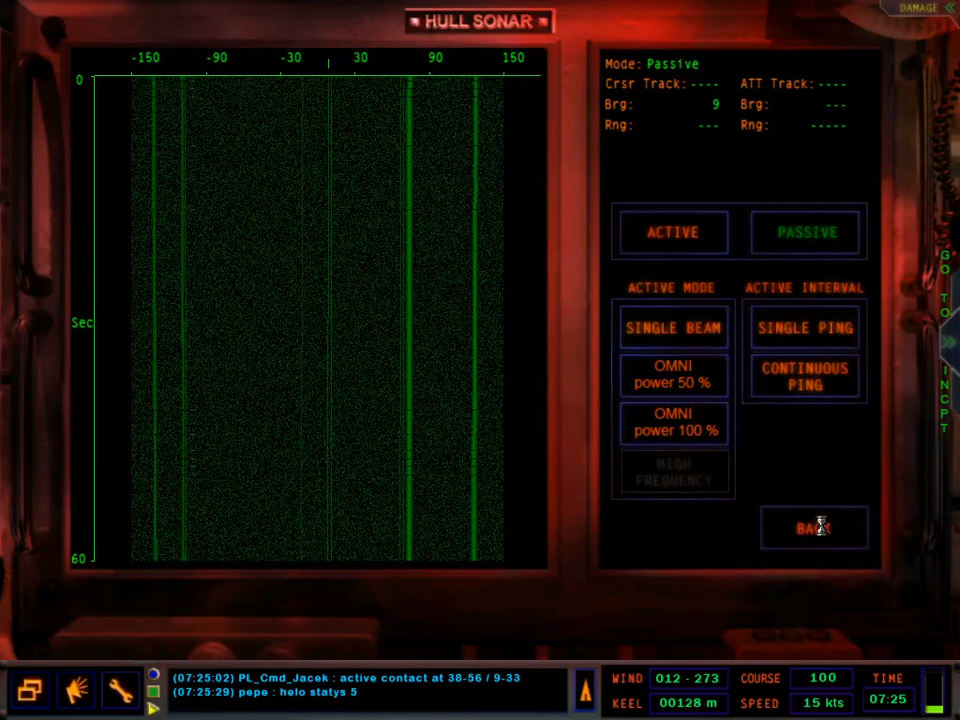 DAMAGE
HULL SONAR
-150 -90 -30 30 90 150
0
Sec
60
Mode: Passive
Crsr Track:---- ATT Track:----
Brg: 9 Brg: ---
Rng: --- Rng: -----
ACTIVE PASSIVE
ACTIVE MODE ACTIVE INTERVAL
SINGLE BEAM SINGLE PING
OMNI
power 50 %
CONTINUOUS
PING
OMNI
power 100 %
HIGH
FREQUENCY
GO TO INCPT
(07:25:02) PL_Cmd_Jacek : active contact at 38-56 / 9-33
(07:25:29) pepe : helo statys 5
WIND 012 - 273 COURSE 100 TIME
KEEL 00128 m SPEED 15 kts 07:25